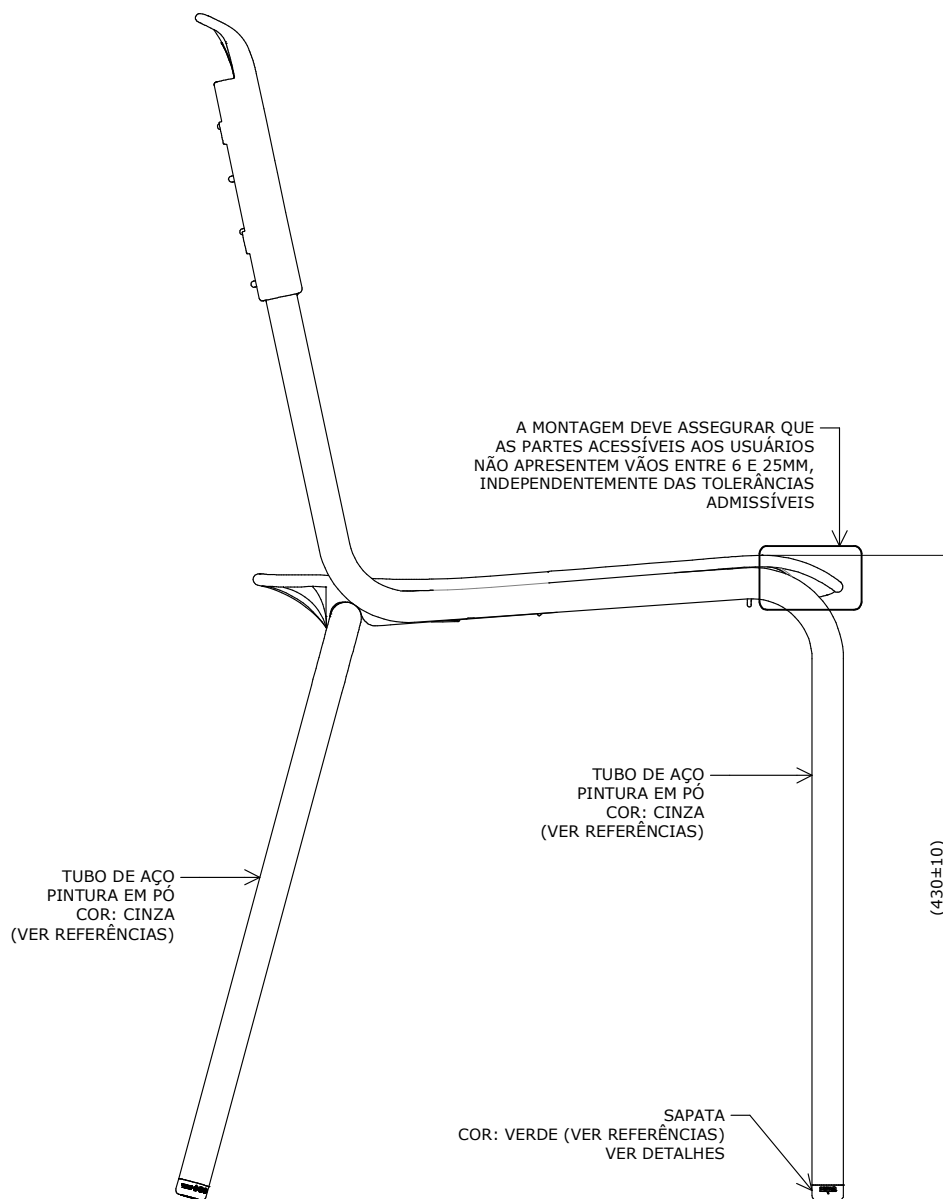 A MONTAGEM DEVE ASSEGURAR QUE
AS PARTES ACESSÍVEIS AOS USUÁRIOS
NÃO APRESENTEM VÃOS ENTRE 6 E 25MM,
INDEPENDENTEMENTE DAS TOLERÂNCIAS
ADMISSÍVEIS
TUBO DE AÇO
PINTURA EM PÓ
COR: CINZA
(VER REFERÊNCIAS)
(430±10)
TUBO DE AÇO
PINTURA EM PÓ
COR: CINZA
(VER REFERÊNCIAS)
SAPATA
COR: VERDE (VER REFERÊNCIAS)
VER DETALHES